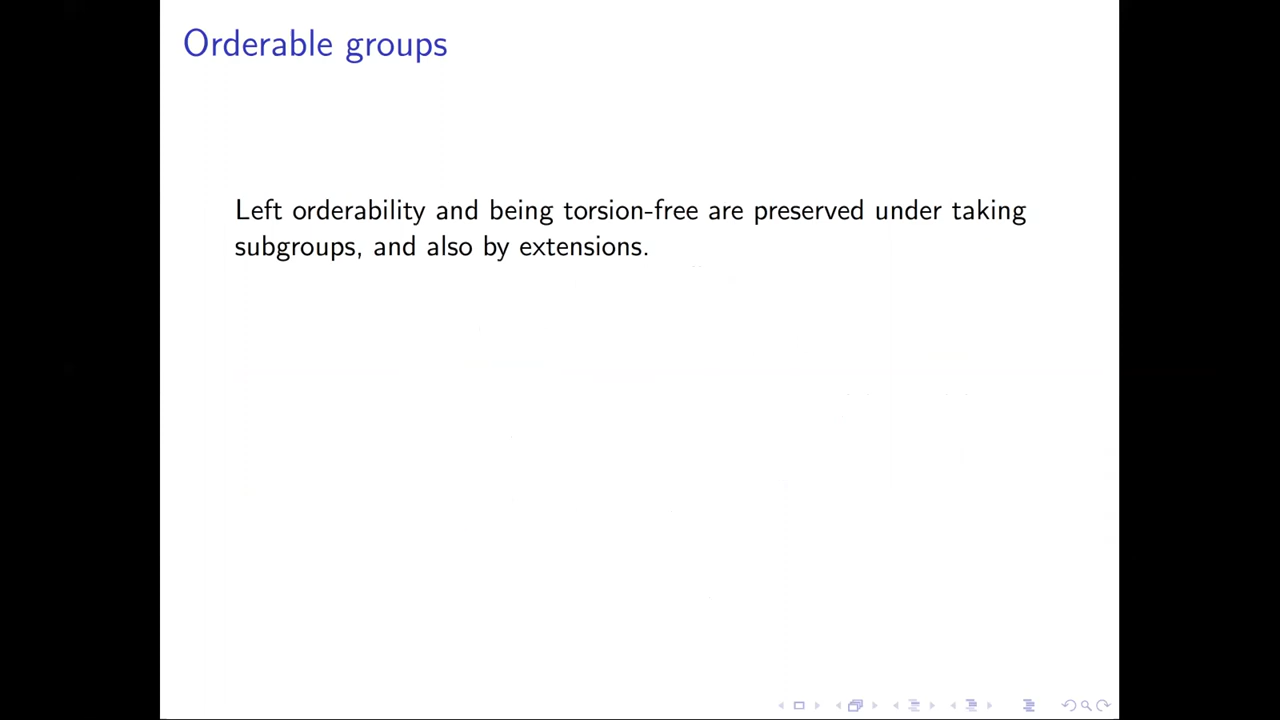 Orderable groups
Left orderability and being torsion-free are preserved under taking
subgroups, and also by extensions.